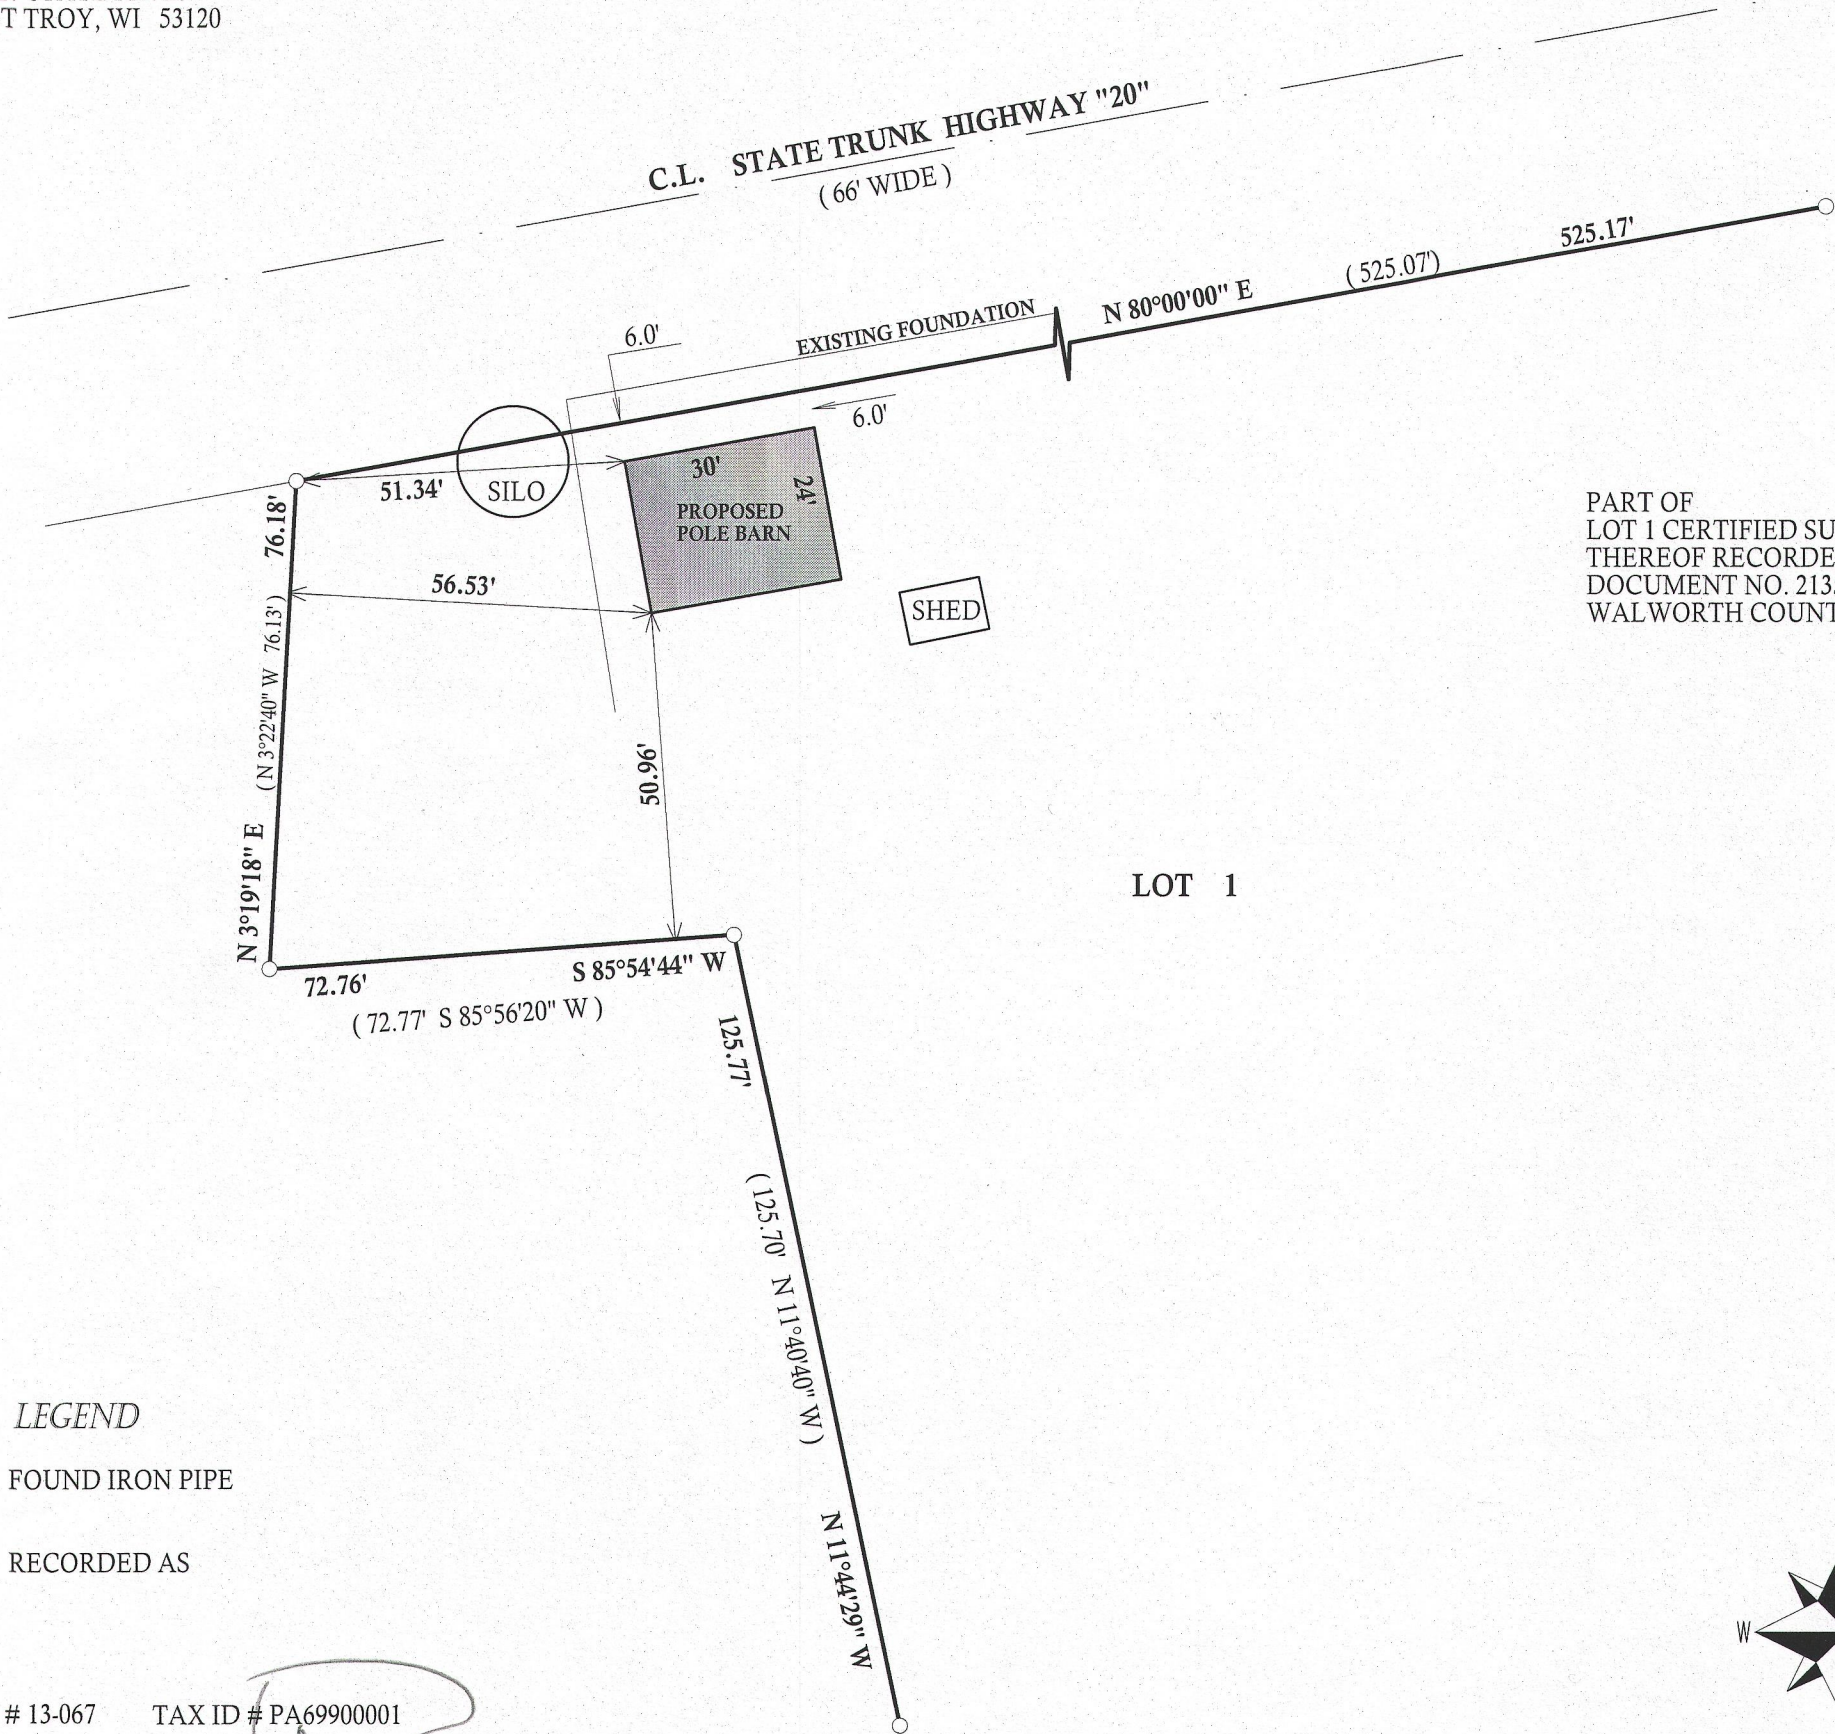 T TROY, WI 53120
C.L. STATE TRUNK HIGHWAY "20"
( 66' WIDE )
525.17'
( 525.07')
N 80°00'00" E
EXISTING FOUNDATION
6.0'
6.0'
30'
24'
51.34'
SILO
PROPOSED
POLE BARN
76.18'
56.53'
SHED
PART OF
LOT 1 CERTIFIED SU
THEREOF RECORDE
DOCUMENT NO. 213
WALWORTH COUNT
( N 3°22'40" W 76.13' )
50.96'
N 3°19'18" E
LOT 1
72.76'
S 85°54'44" W
( 72.77' S 85°56'20" W )
125.77'
( 125.70' N 11°40'40" W )
N 11°44'29" W
LEGEND
FOUND IRON PIPE
RECORDED AS
W
# 13-067 TAX ID # PA69900001